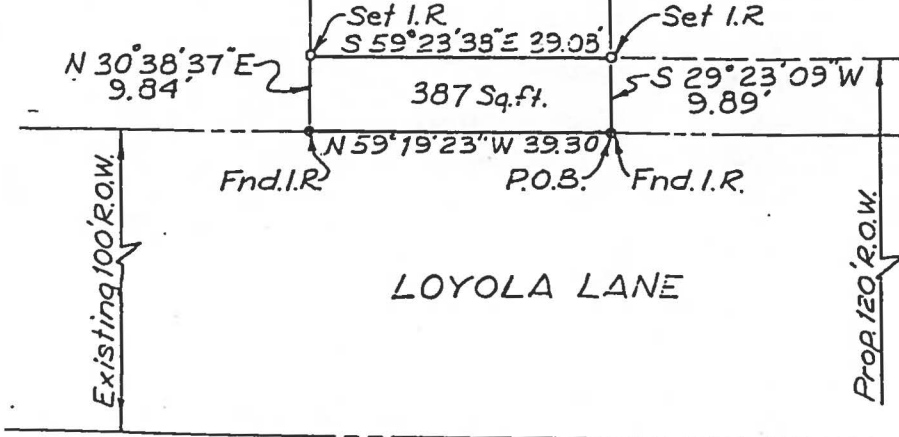 Set I.R
Set I.R
S 59°23'38"E 39.03'
N 30°38'37"E
9.84'
387 Sq.ft.
S 29°23'09"W
9.89'
N 59°19'23"W 39.30'
Fnd.I.R
P.O.B.
Fnd.I.R.
Existing 100'R.O.W.
LOYOLA LANE
Prop. 120'R.O.W.